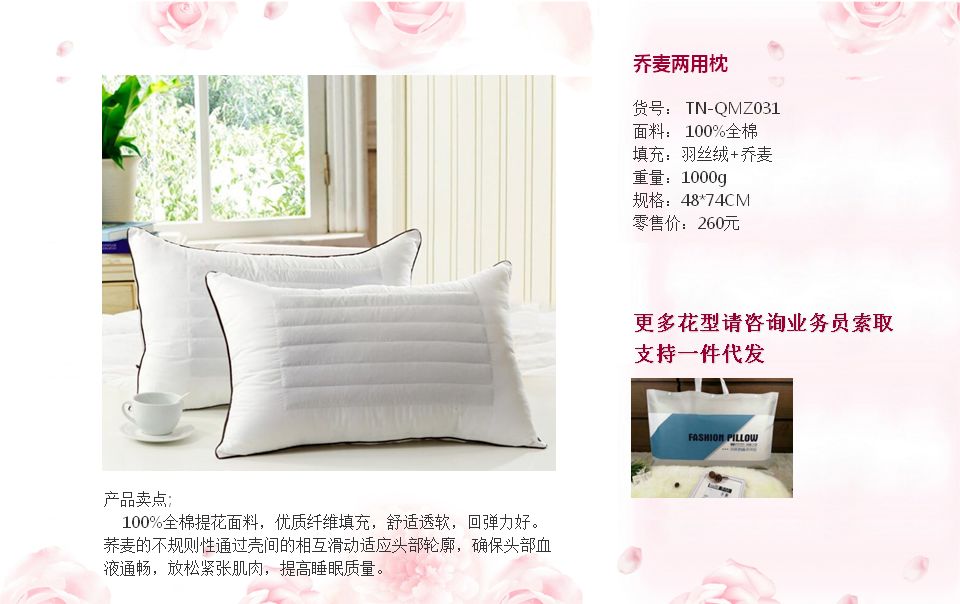 乔麦两用枕
货号： TN-QMZ031
面料： 100%全棉
填充：羽丝绒+乔麦
重量：1000g
规格：48*74CM
零售价：260元
更多花型请咨询业务员索取
支持一件代发
FASHION PILLOW
产品卖点;
100%全棉提花面料，优质纤维填充，舒适透软，回弹力好。
荞麦的不规则性通过壳间的相互滑动适应头部轮廓，确保头部血
液通畅，放松紧张肌肉，提高睡眠质量。